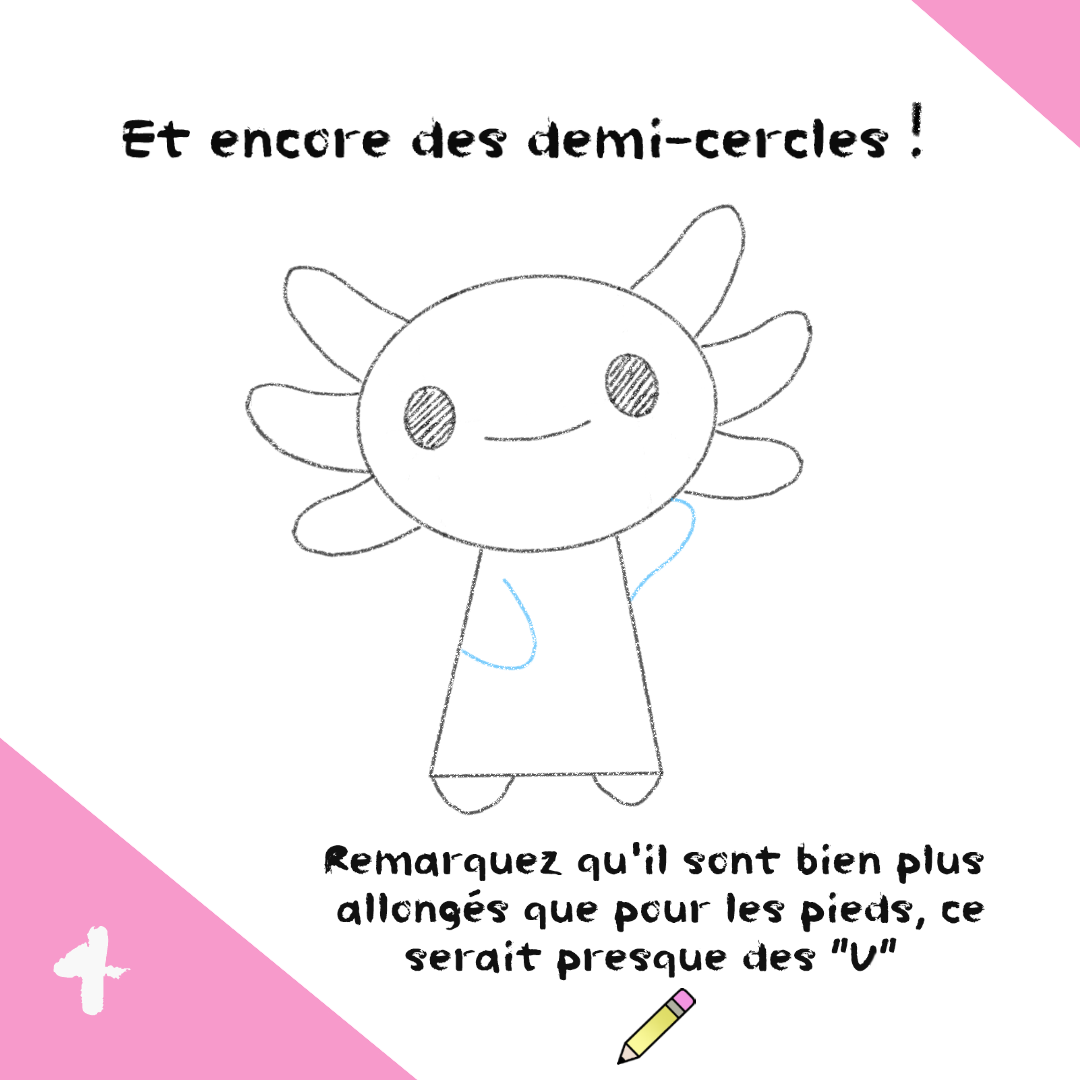 Et encore des demi-cercles !
Remarquez qu'il sont bien plus
allongés que pour les pieds, ce
serait presque des "V"
4